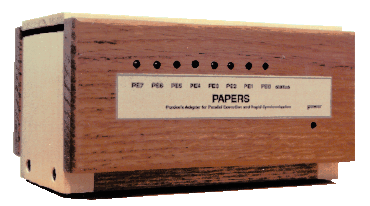 PE7 PE6 PE5 PE4 PE3 PE2 PE1 PE0 status
PAPERS
Purdue's Adapter for Parallel Execution and Rapid Synchronization
power